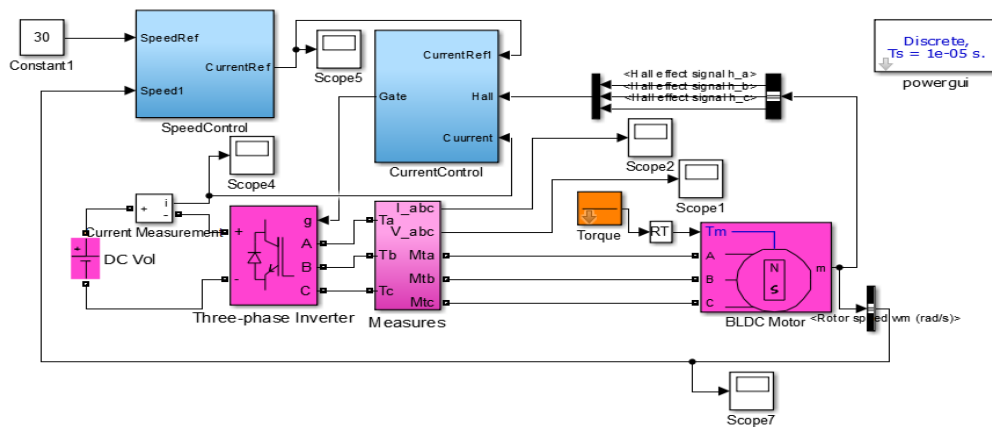 30
Constant1
SpeedRef
CurrentRef
Speed1
SpeedControl
Scope5
CurrentRef1
Gate
Hall
Cuurrent
CurrentControl
<Hall effect signal h_a>
<Hall effect signal h_b>
<Hall effect signal h_c>
Discrete,
Ts = 1e-05 s.
powergui
Scope4
Scope2
Scope1
+
i
-
Current Measurement
+
DC Vol
g
+
A
B
-
C
Three-phase Inverter
I_abc
Ta
V_abc
Tb
Mta
Mtb
Tc
Mtc
Measures
Torque
RT
Tm
A
B
C
N
S
m
BLDC Motor
<Rotor speed wm (rad/s)>
Scope7